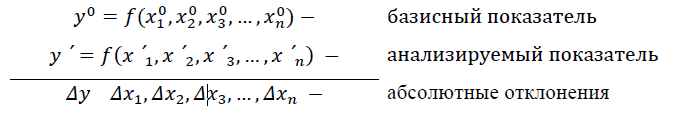 y⁰ = f(x₁⁰, x₂⁰, x₃⁰, …, xₙ⁰) − базисный показатель
y ´ = f(x ´₁, x ´₂, x ´₃, …, x ´ₙ) − анализируемый показатель
Δy Δx₁, Δx₂, Δx₃, …, Δxₙ − абсолютные отклонения